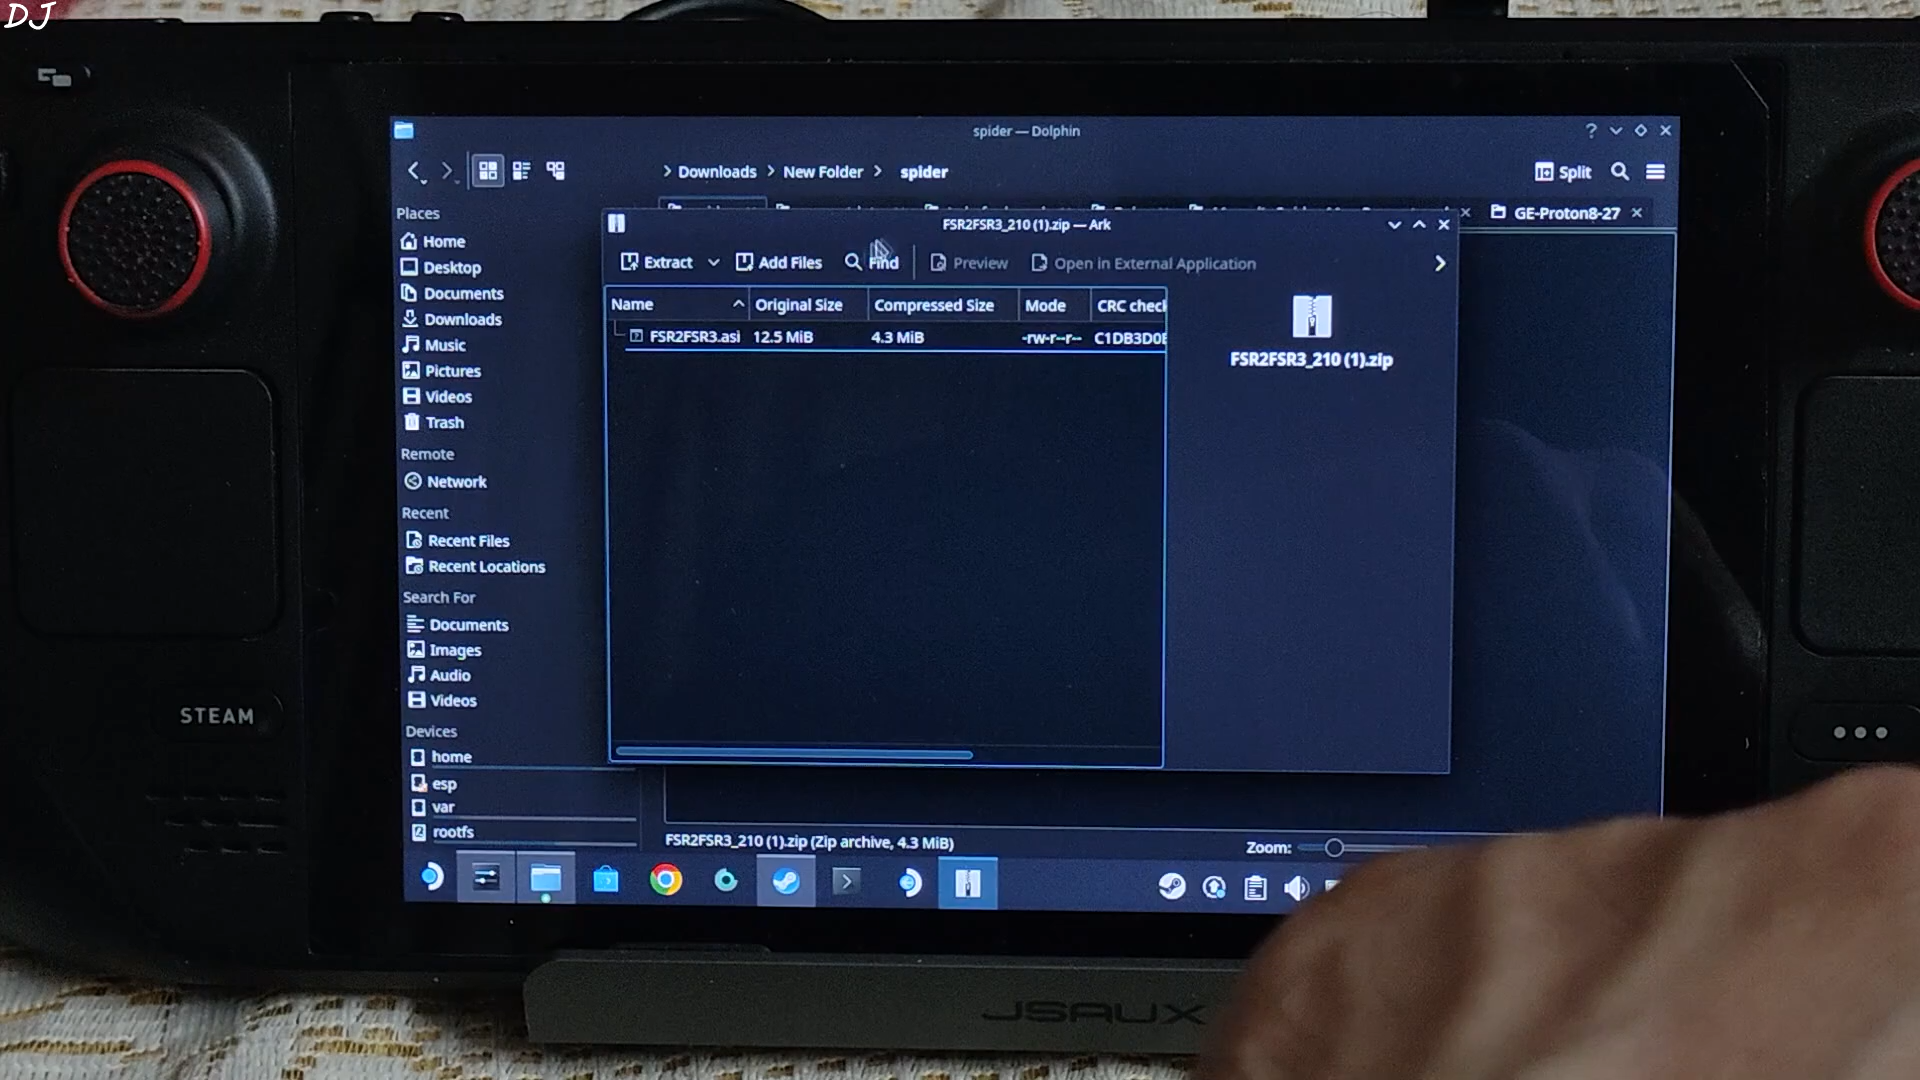 DJ
spider — Dolphin
Downloads
New Folder
spider
Split
GE-Proton8-27
Places
Home
Desktop
Documents
Downloads
Music
Pictures
Videos
Trash
Remote
Network
Recent
Recent Files
Recent Locations
Search For
Documents
Images
Audio
Videos
Devices
home
esp
var
rootfs
FSR2FSR3_210 (1).zip — Ark
Extract
Add Files
Find
Preview
Open in External Application
Name Original Size Compressed Size Mode CRC check
FSR2FSR3.asi 12.5 MiB 4.3 MiB -rw-r--r-- C1DB3D0
FSR2FSR3_210 (1).zip
FSR2FSR3_210 (1).zip (Zip archive, 4.3 MiB)
Zoom:
STEAM
JSAUX